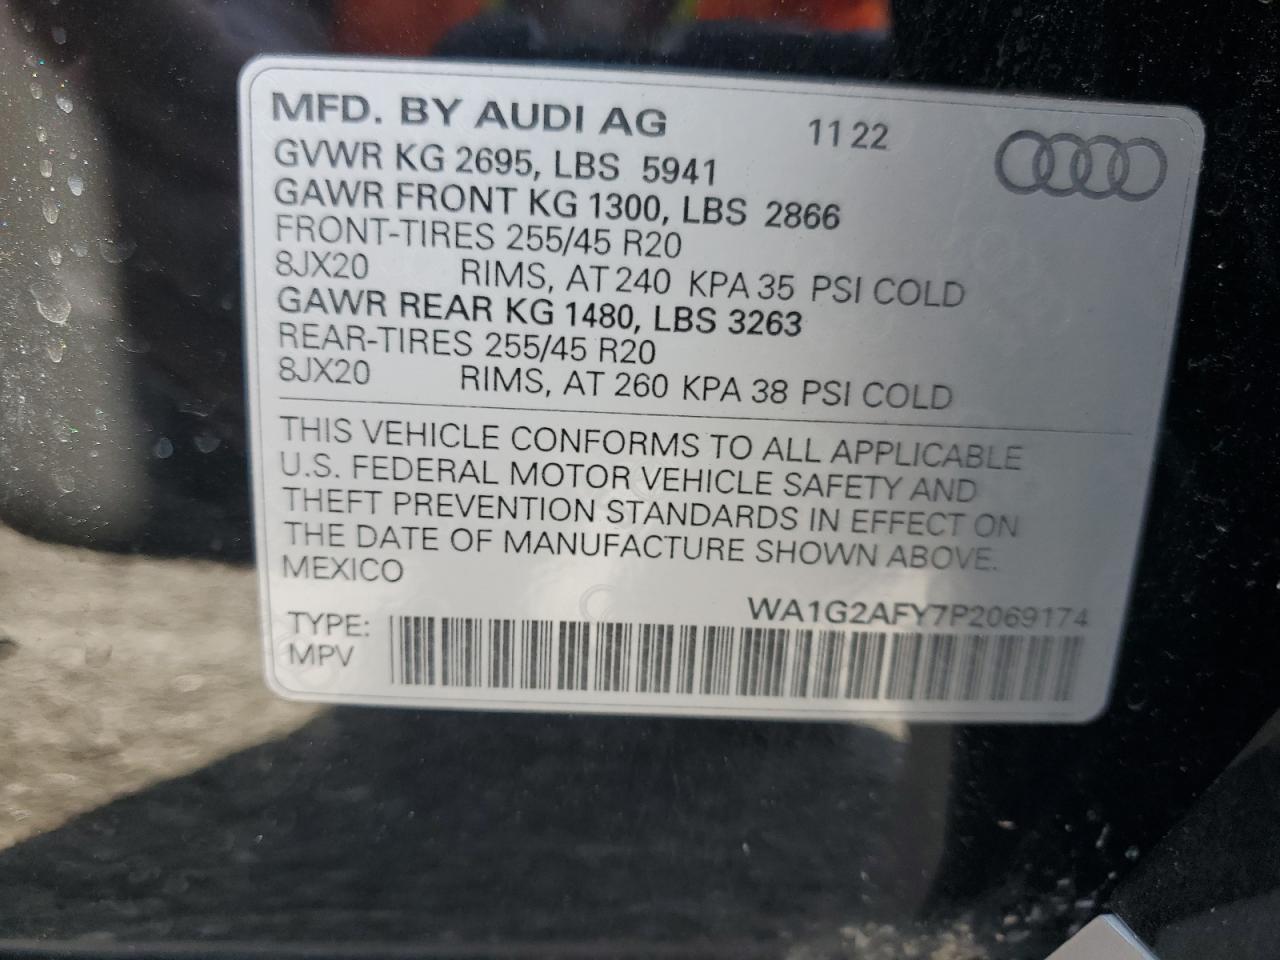 MFD. BY AUDI AG 11 22
GVWR KG 2695, LBS 5941
GAWR FRONT KG 1300, LBS 2866
FRONT-TIRES 255/45 R20
8JX20 RIMS, AT 240 KPA 35 PSI COLD
GAWR REAR KG 1480, LBS 3263
REAR-TIRES 255/45 R20
8JX20 RIMS, AT 260 KPA 38 PSI COLD
THIS VEHICLE CONFORMS TO ALL APPLICABLE
U.S. FEDERAL MOTOR VEHICLE SAFETY AND
THEFT PREVENTION STANDARDS IN EFFECT ON
THE DATE OF MANUFACTURE SHOWN ABOVE.
MEXICO
WA1G2AFY7P2069174
TYPE:
MPV